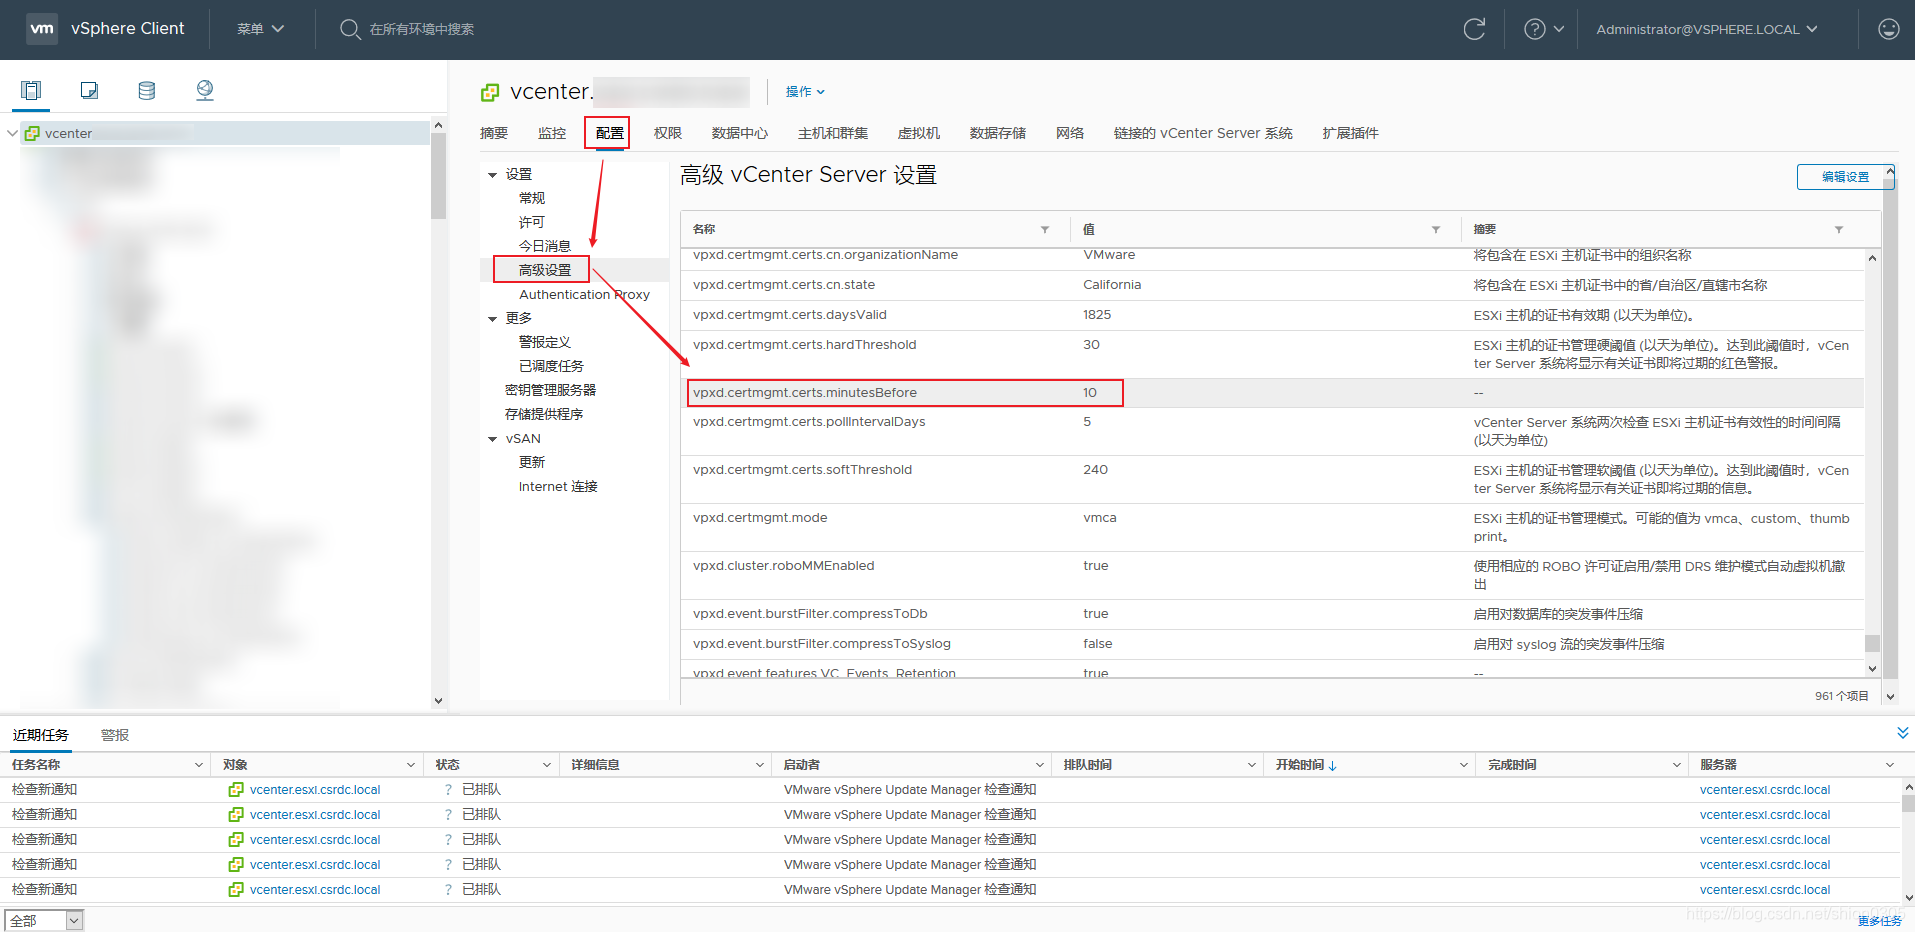 vm vSphere Client 菜单 在所有环境中搜索 Administrator@VSPHERE.LOCAL
vcenter
vcenter. 操作
摘要 监控 配置 权限 数据中心 主机和群集 虚拟机 数据存储 网络 链接的 vCenter Server 系统 扩展插件
设置
常规
许可
今日消息
高级设置
Authentication Proxy
更多
警报定义
已调度任务
密钥管理服务器
存储提供程序
vSAN
更新
Internet 连接
高级 vCenter Server 设置
编辑设置
名称 值 摘要
vpxd.certmgmt.certs.cn.organizationName VMware 将包含在 ESXi 主机证书中的组织名称
vpxd.certmgmt.certs.cn.state California 将包含在 ESXi 主机证书中的省/自治区/直辖市名称
vpxd.certmgmt.certs.daysValid 1825 ESXi 主机的证书有效期 (以天为单位)。
vpxd.certmgmt.certs.hardThreshold 30 ESXi 主机的证书管理硬阈值 (以天为单位)。达到此阈值时，vCen
ter Server 系统将显示有关证书即将过期的红色警报。
vpxd.certmgmt.certs.minutesBefore 10 --
vpxd.certmgmt.certs.pollIntervalDays 5 vCenter Server 系统两次检查 ESXi 主机证书有效性的时间间隔
(以天为单位)
vpxd.certmgmt.certs.softThreshold 240 ESXi 主机的证书管理软阈值 (以天为单位)。达到此阈值时，vCen
ter Server 系统将显示有关证书即将过期的信息。
vpxd.certmgmt.mode vmca ESXi 主机的证书管理模式。可能的值为 vmca、custom、thumb
print。
vpxd.cluster.roboMMEnabled true 使用相应的 ROBO 许可证启用/禁用 DRS 维护模式自动虚拟机撤
出
vpxd.event.burstFilter.compressToDb true 启用对数据库的突发事件压缩
vpxd.event.burstFilter.compressToSyslog false 启用对 syslog 流的突发事件压缩
vpxd.event.features.VC_Events_Retention true --
961 个项目
近期任务 警报
任务名称 对象 状态 详细信息 启动者 排队时间 开始时间 ↓ 完成时间 服务器
检查新通知 vcenter.esxi.csrdc.local ? 已排队 VMware vSphere Update Manager 检查通知 vcenter.esxi.csrdc.local
检查新通知 vcenter.esxi.csrdc.local ? 已排队 VMware vSphere Update Manager 检查通知 vcenter.esxi.csrdc.local
检查新通知 vcenter.esxi.csrdc.local ? 已排队 VMware vSphere Update Manager 检查通知 vcenter.esxi.csrdc.local
检查新通知 vcenter.esxi.csrdc.local ? 已排队 VMware vSphere Update Manager 检查通知 vcenter.esxi.csrdc.local
检查新通知 vcenter.esxi.csrdc.local ? 已排队 VMware vSphere Update Manager 检查通知 vcenter.esxi.csrdc.local
全部 更多任务